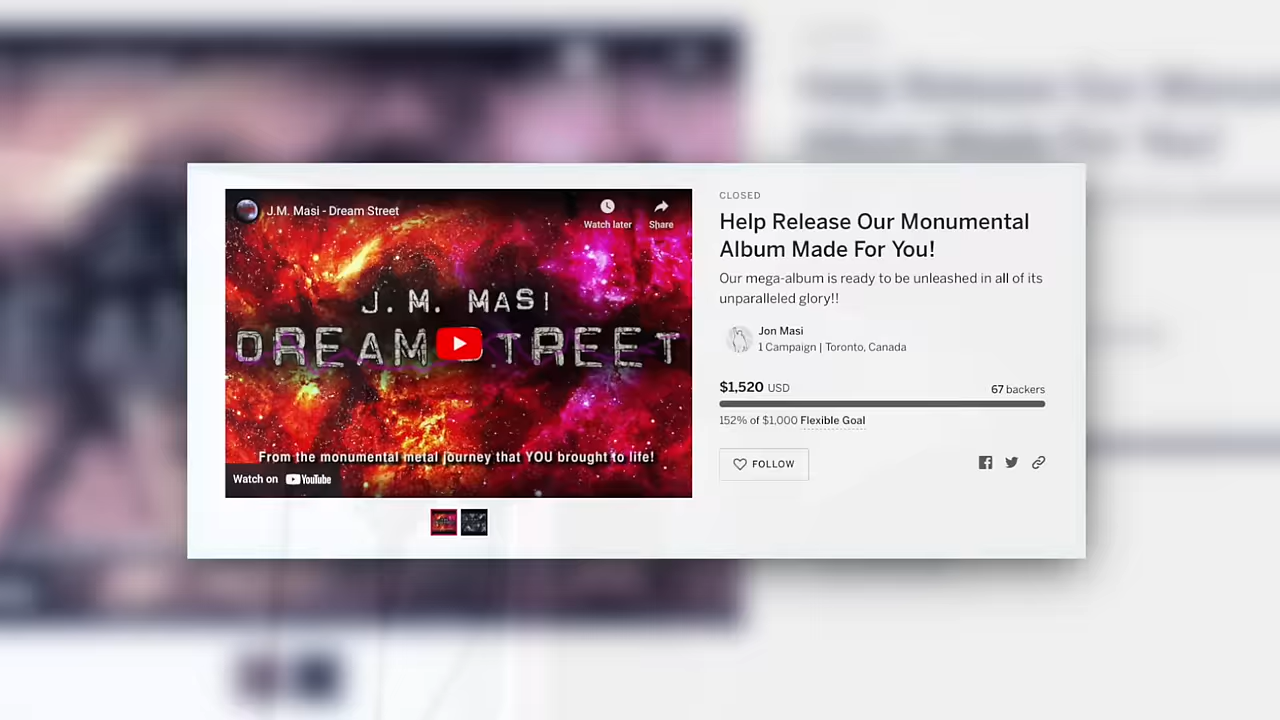 J.M. Masi - Dream Street
Watch later
Share
J.M. MASI
DREAM STREET
From the monumental metal journey that YOU brought to life!
Watch on YouTube
CLOSED
Help Release Our Monumental
Album Made For You!
Our mega-album is ready to be unleashed in all of its
unparalleled glory!!
Jon Masi
1 Campaign | Toronto, Canada
$1,520 USD
67 backers
152% of $1,000 Flexible Goal
FOLLOW